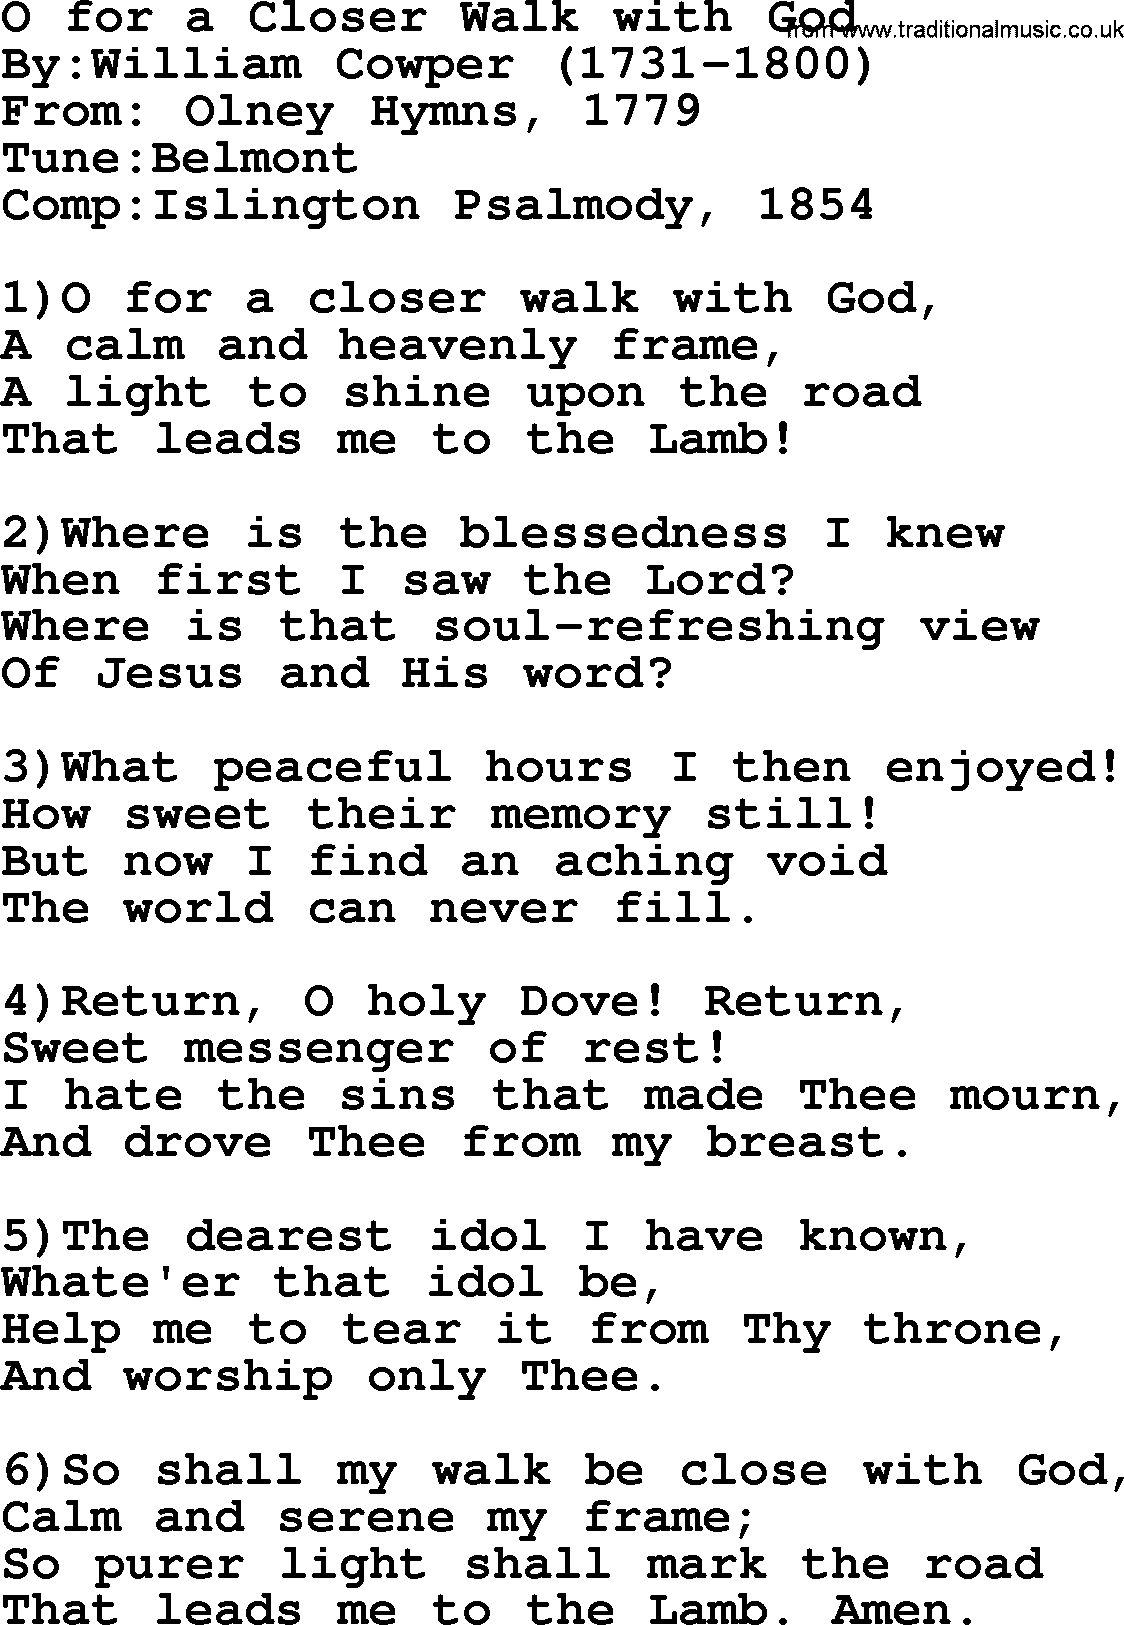 O for a Closer Walk with God
from www.traditionalmusic.co.uk
By:William Cowper (1731-1800)
From: Olney Hymns, 1779
Tune:Belmont
Comp:Islington Psalmody, 1854

1)O for a closer walk with God,
A calm and heavenly frame,
A light to shine upon the road
That leads me to the Lamb!

2)Where is the blessedness I knew
When first I saw the Lord?
Where is that soul-refreshing view
Of Jesus and His word?

3)What peaceful hours I then enjoyed!
How sweet their memory still!
But now I find an aching void
The world can never fill.

4)Return, O holy Dove! Return,
Sweet messenger of rest!
I hate the sins that made Thee mourn,
And drove Thee from my breast.

5)The dearest idol I have known,
Whate'er that idol be,
Help me to tear it from Thy throne,
And worship only Thee.

6)So shall my walk be close with God,
Calm and serene my frame;
So purer light shall mark the road
That leads me to the Lamb. Amen.